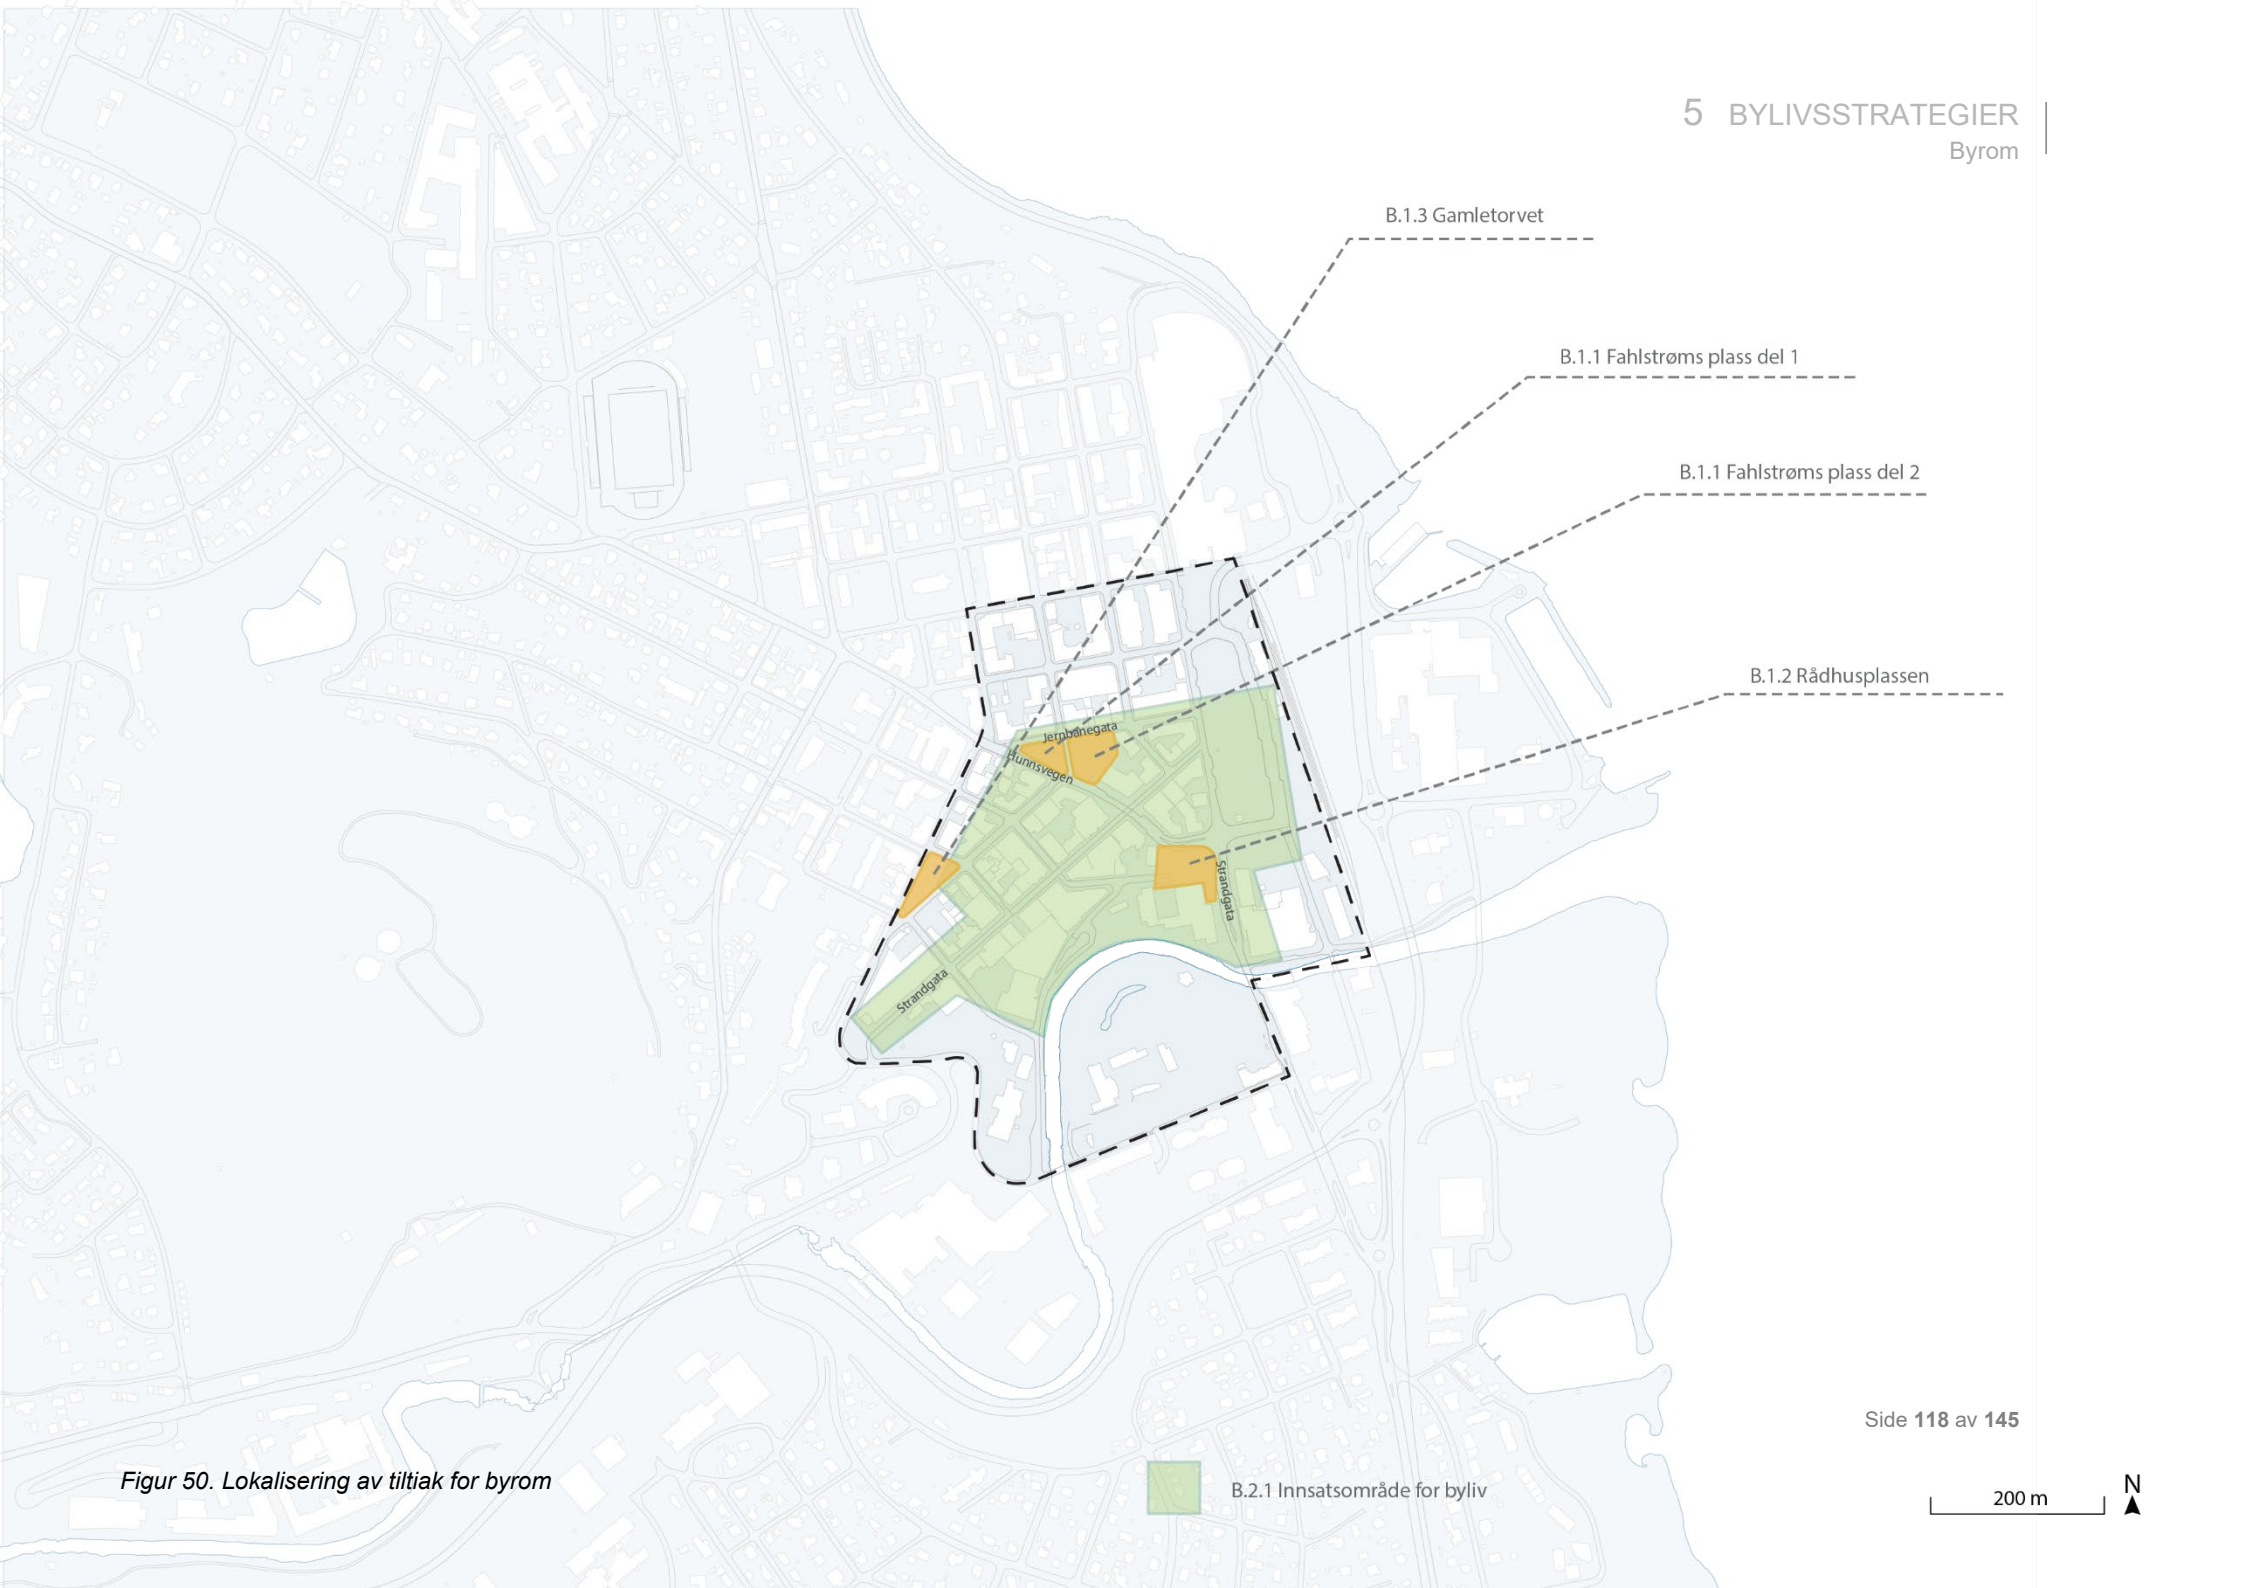 5 BYLIVSSTRATEGIER
Byrom
B.1.3 Gamletorvet
B.1.1 Fahlstrøms plass del 1
B.1.1 Fahlstrøms plass del 2
B.1.2 Rådhusplassen
Jernbanegata
Hunnsvegen
Strandgata
Strandgata
Side 118 av 145
Figur 50. Lokalisering av tiltiak for byrom
B.2.1 Innsatsområde for byliv
200 m
N